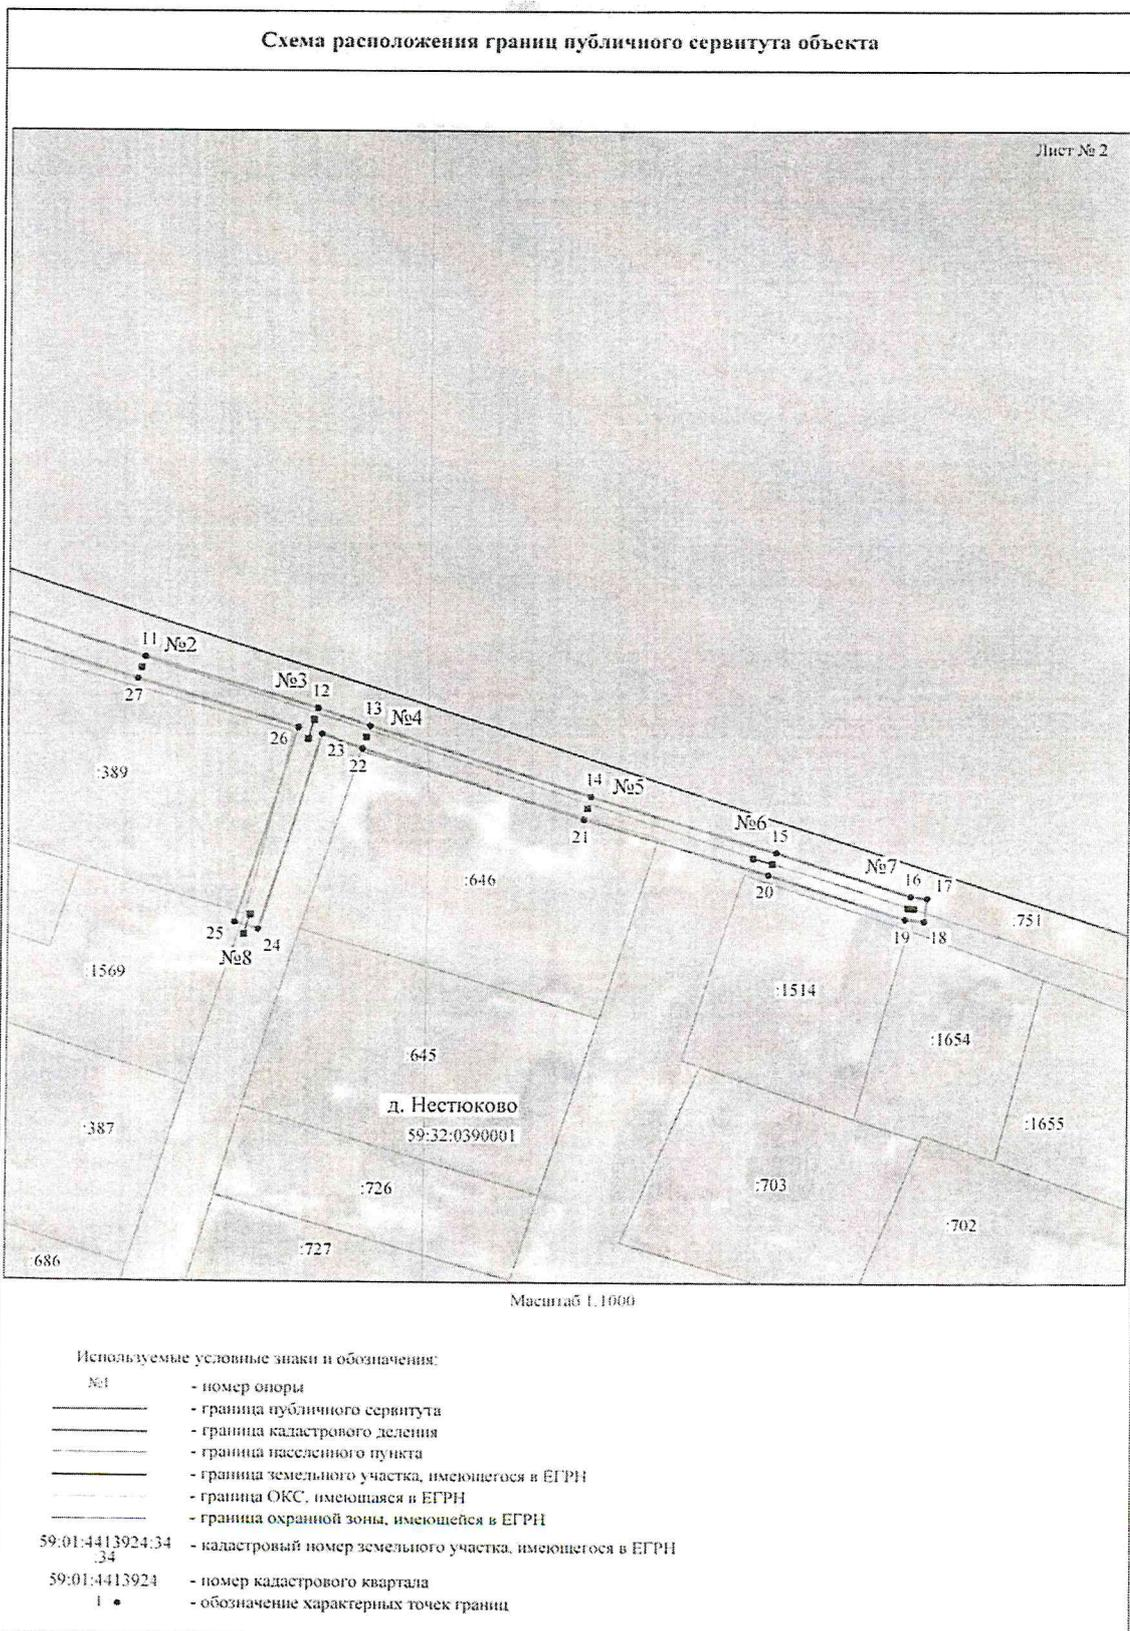 Схема расположения границ публичного сервитута объекта
Лист № 2
11 №2
27
№3
12
13
№4
26
23
22
:389
14
№5
21
№6
15
№7
16
17
20
:646
19
18
:751
25
24
№8
:1569
:1514
:1654
:645
д. Нестюково
59:32:0390001
:387
:1655
:726
:703
:702
:727
:686
Масштаб 1:1000
Используемые условные знаки и обозначения:
№1 - номер опоры
- граница публичного сервитута
- граница кадастрового деления
- граница населенного пункта
- граница земельного участка, имеющегося в ЕГРН
- граница ОКС, имеющаяся в ЕГРН
- граница охранной зоны, имеющейся в ЕГРН
59:01:4413924:34 - кадастровый номер земельного участка, имеющегося в ЕГРН
:34
59:01:4413924 - номер кадастрового квартала
1 • - обозначение характерных точек границ